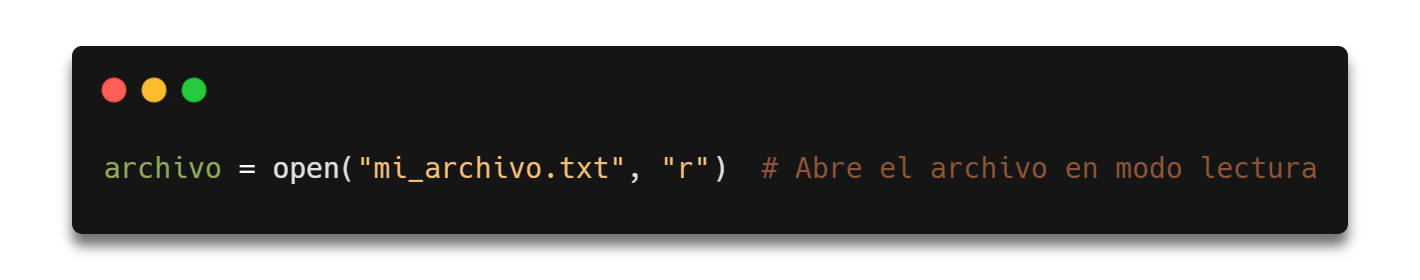 archivo = open("mi_archivo.txt", "r")  # Abre el archivo en modo lectura